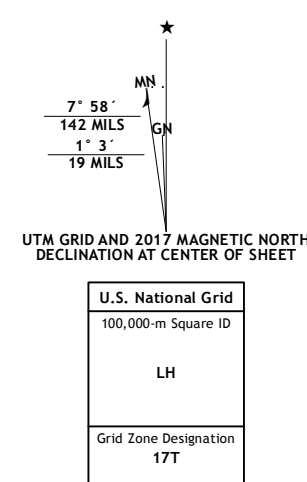 MN
7° 58´
142 MILS
GN
1° 3´
19 MILS
UTM GRID AND 2017 MAGNETIC NORTH
DECLINATION AT CENTER OF SHEET
U.S. National Grid
100,000-m Square ID
LH
Grid Zone Designation
17T